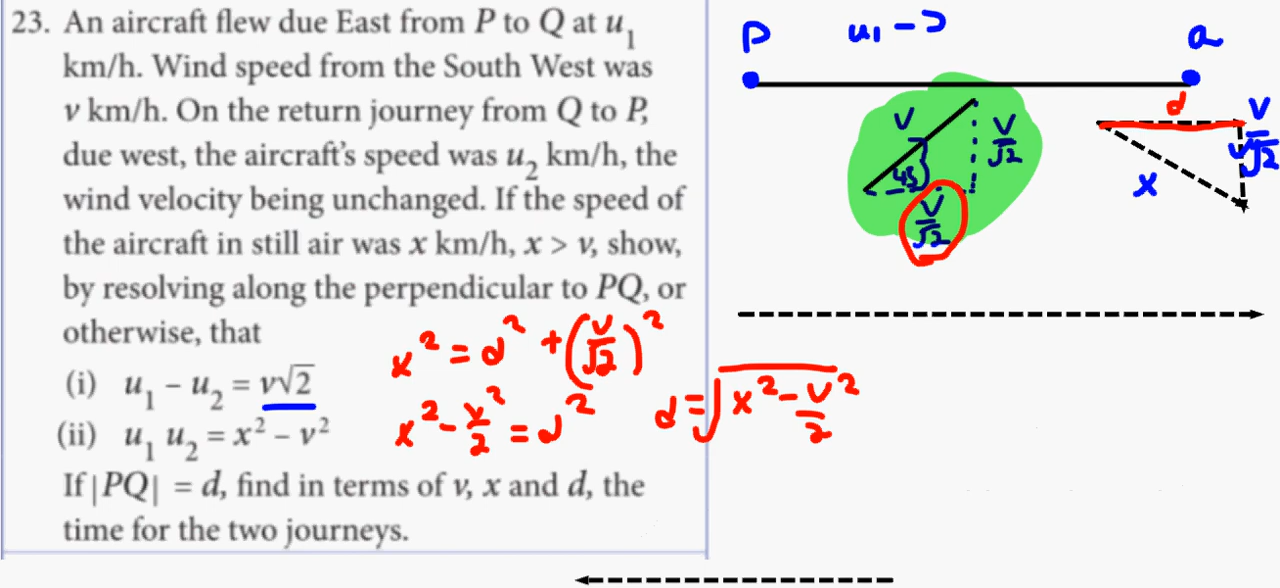 23. An aircraft flew due East from P to Q at u₁
km/h. Wind speed from the South West was
v km/h. On the return journey from Q to P,
due west, the aircraft's speed was u₂ km/h, the
wind velocity being unchanged. If the speed of
the aircraft in still air was x km/h, x > v, show,
by resolving along the perpendicular to PQ, or
otherwise, that
(i) u₁ – u₂ = v√2
(ii) u₁ u₂ = x² – v²
If |PQ| = d, find in terms of v, x and d, the
time for the two journeys.
P u₁ → Q
v
45
v/√2
v/√2
d
v/√2
x
x² = d² + (v/√2)²
x² - v²/2 = d²
d = √(x² - v²/2)